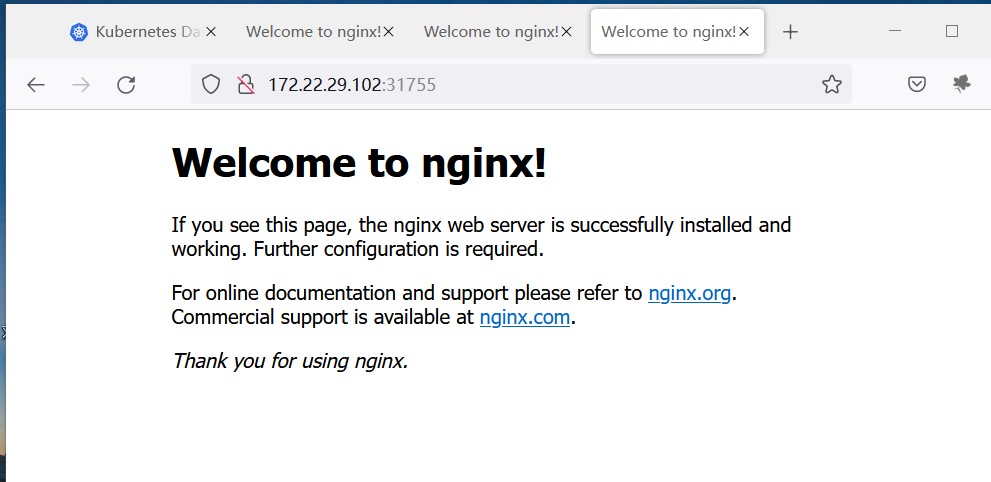 Kubernetes Da
Welcome to nginx!
Welcome to nginx!
Welcome to nginx!
172.22.29.102:31755
Welcome to nginx!
If you see this page, the nginx web server is successfully installed and
working. Further configuration is required.
For online documentation and support please refer to nginx.org.
Commercial support is available at nginx.com.
Thank you for using nginx.